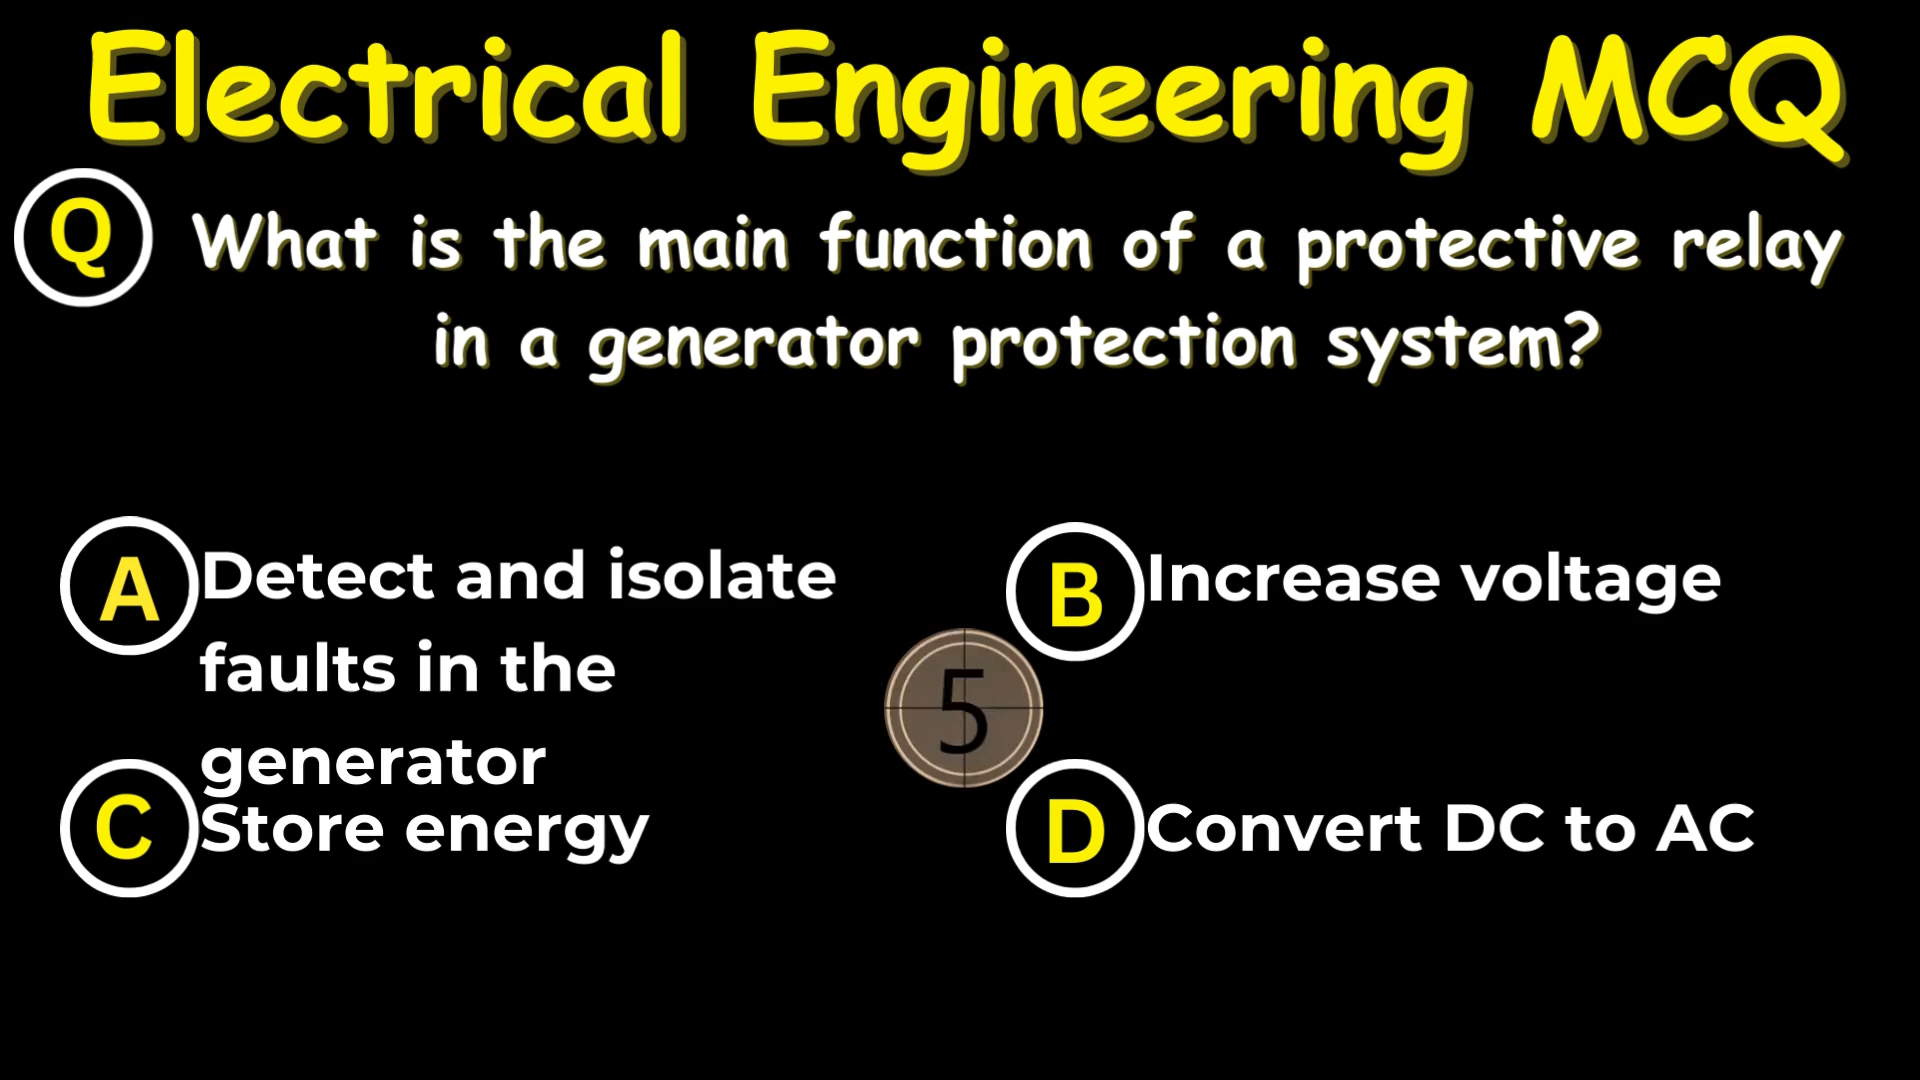 Electrical Engineering MCQ
Q What is the main function of a protective relay
in a generator protection system?
A Detect and isolate
faults in the
generator
B Increase voltage
5
C Store energy
D Convert DC to AC